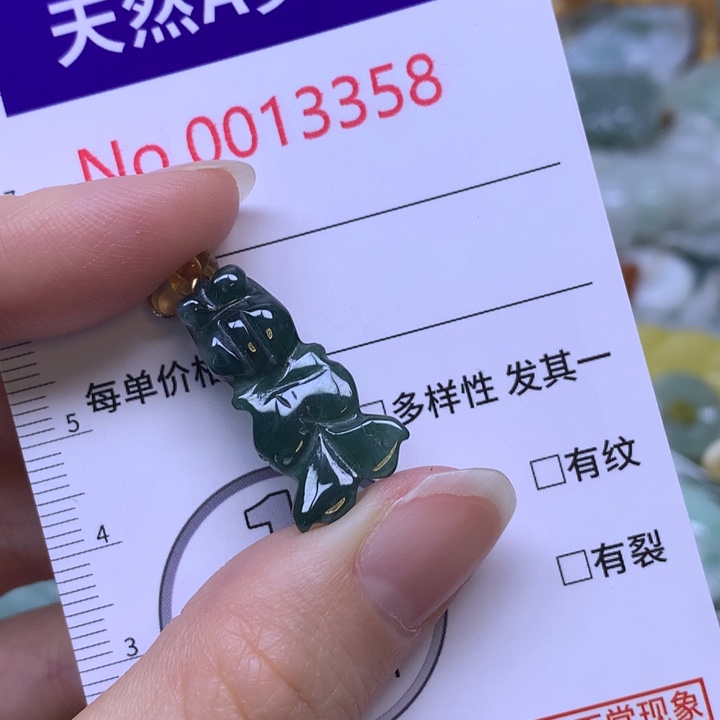 天然A
No.0013358
每单价格
多样性 发其一
5
□有纹
4
□有裂
3
常现象